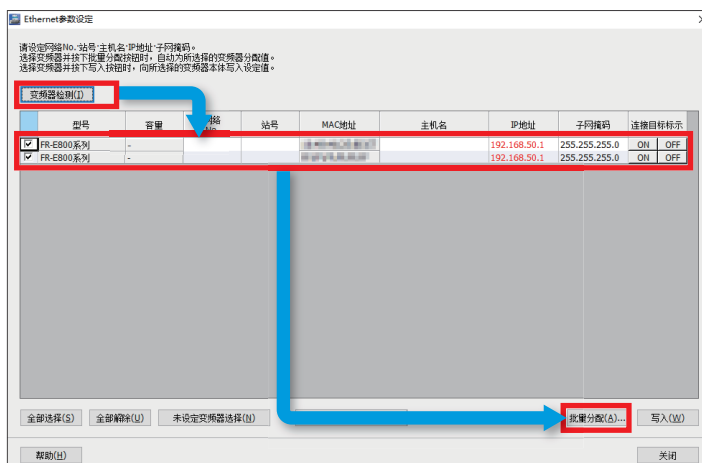 Ethernet参数设定
请设定网络No.·站号·主机名·IP地址·子网掩码。
选择变频器并按下批量分配按钮时，自动为所选择的变频器分配值。
选择变频器并按下写入按钮时，向所选择的变频器本体写入设定值。
变频器检测(I)
型号 容量 网络No. 站号 MAC地址 主机名 IP地址 子网掩码 连接目标标示
FR-E800系列 - 192.168.50.1 255.255.255.0 ON OFF
FR-E800系列 - 192.168.50.1 255.255.255.0 ON OFF
全部选择(S) 全部解除(U) 未设定变频器选择(N) 批量分配(A)... 写入(W)
帮助(H) 关闭